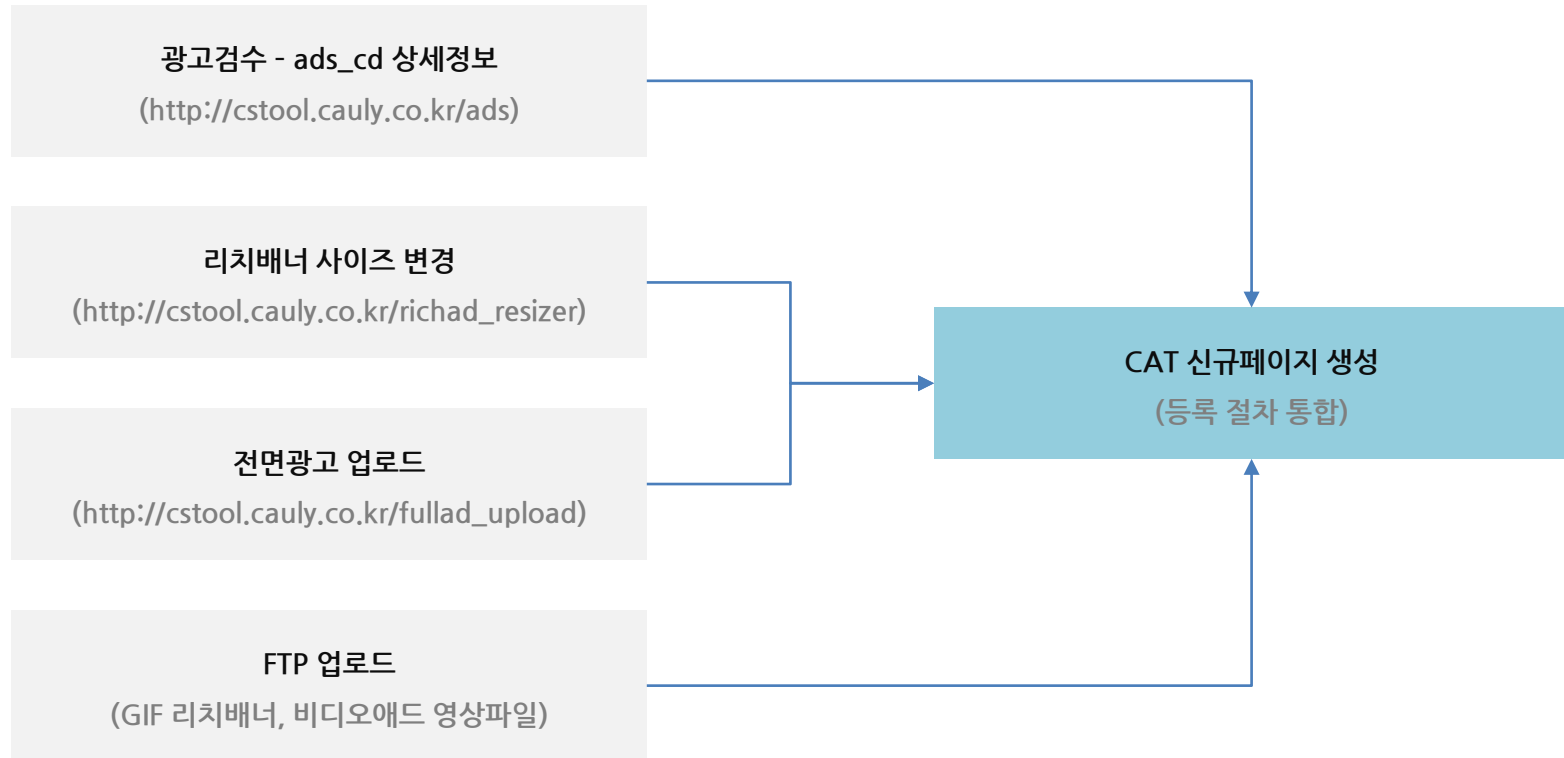 광고검수 - ads_cd 상세정보
(http://cstool.cauly.co.kr/ads)
리치배너 사이즈 변경
(http://cstool.cauly.co.kr/richad_resizer)
전면광고 업로드
(http://cstool.cauly.co.kr/fullad_upload)
FTP 업로드
(GIF 리치배너, 비디오애드 영상파일)
CAT 신규페이지 생성
(등록 절차 통합)